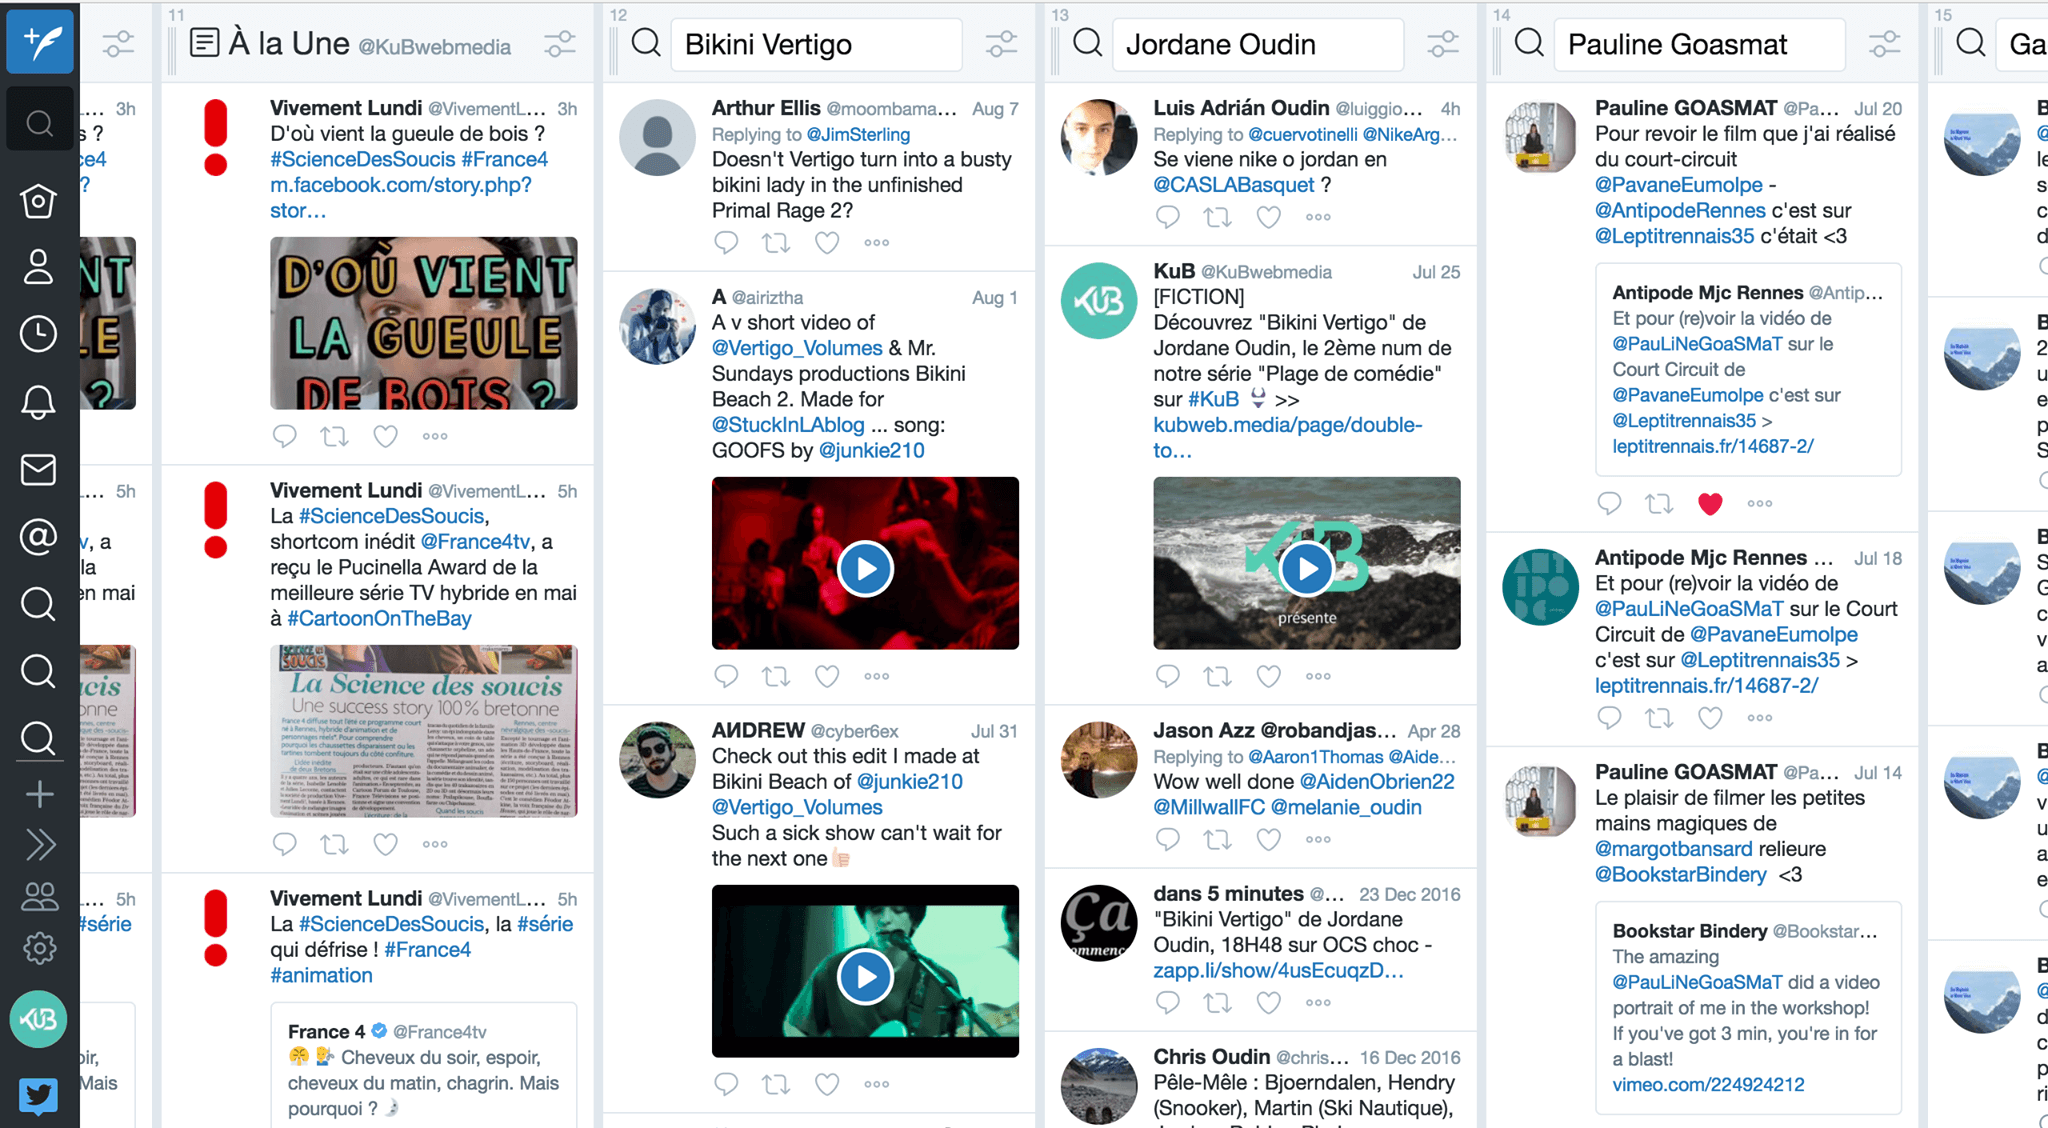 3h
s ?
ce4
?
5h
v, a
la
en mai
5h
#série
oir,
Mais
11
À la Une @KuBwebmedia
Vivement Lundi @VivementL... 3h
D'où vient la gueule de bois ?
#ScienceDesSoucis #France4
m.facebook.com/story.php?
stor…
D'OÙ VIENT
LA GUEULE
DE BOIS ?
Vivement Lundi @VivementL... 5h
La #ScienceDesSoucis,
shortcom inédit @France4tv, a
reçu le Pucinella Award de la
meilleure série TV hybride en mai
à #CartoonOnTheBay
SCIENCE DES
SOUCIS
La Science des soucis
Une success story 100% bretonne
Vivement Lundi @VivementL... 5h
La #ScienceDesSoucis, la #série
qui défrise ! #France4
#animation
France 4 @France4tv
😤 💇 Cheveux du soir, espoir,
cheveux du matin, chagrin. Mais
pourquoi ? 🌛
12
Bikini Vertigo
Arthur Ellis @moombama... Aug 7
Replying to @JimSterling
Doesn't Vertigo turn into a busty
bikini lady in the unfinished
Primal Rage 2?
A @airiztha Aug 1
A v short video of
@Vertigo_Volumes & Mr.
Sundays productions Bikini
Beach 2. Made for
@StuckInLAblog ... song:
GOOFS by @junkie210
AИDREW @cyber6ex Jul 31
Check out this edit I made at
Bikini Beach of @junkie210
@Vertigo_Volumes
Such a sick show can't wait for
the next one👍🏻
13
Jordane Oudin
Luis Adrián Oudin @luiggio... 4h
Replying to @cuervotinelli @NikeArg...
Se viene nike o jordan en
@CASLABasquet ?
KUB
KuB @KuBwebmedia Jul 25
[FICTION]
Découvrez "Bikini Vertigo" de
Jordane Oudin, le 2ème num de
notre série "Plage de comédie"
sur #KuB 👙 >>
kubweb.media/page/double-
to…
KUB
présente
Jason Azz @robandjas... Apr 28
Replying to @Aaron1Thomas @Aide...
Wow well done @AidenObrien22
@MillwallFC @melanie_oudin
Ça
commence
dans 5 minutes @... 23 Dec 2016
"Bikini Vertigo" de Jordane
Oudin, 18H48 sur OCS choc -
zapp.li/show/4usEcuqzD…
Chris Oudin @chris... 16 Dec 2016
Pêle-Mêle : Bjoerndalen, Hendry
(Snooker), Martin (Ski Nautique),
14
Pauline Goasmat
Pauline GOASMAT @Pa... Jul 20
Pour revoir le film que j'ai réalisé
du court-circuit
@PavaneEumolpe -
@AntipodeRennes c'est sur
@Leptitrennais35 c'était <3
Antipode Mjc Rennes @Antip...
Et pour (re)voir la vidéo de
@PauLiNeGoaSMaT sur le
Court Circuit de
@PavaneEumolpe c'est sur
@Leptitrennais35 >
leptitrennais.fr/14687-2/
ANTIPODE
Antipode Mjc Rennes ... Jul 18
Et pour (re)voir la vidéo de
@PauLiNeGoaSMaT sur le Court
Circuit de @PavaneEumolpe
c'est sur @Leptitrennais35 >
leptitrennais.fr/14687-2/
Pauline GOASMAT @Pa... Jul 14
Le plaisir de filmer les petites
mains magiques de
@margotbansard relieure
@BookstarBindery <3
Bookstar Bindery @Bookstar...
The amazing
@PauLiNeGoaSMaT did a video
portrait of me in the workshop!
If you've got 3 min, you're in for
a blast!
vimeo.com/224924212
15
Ga
KUB